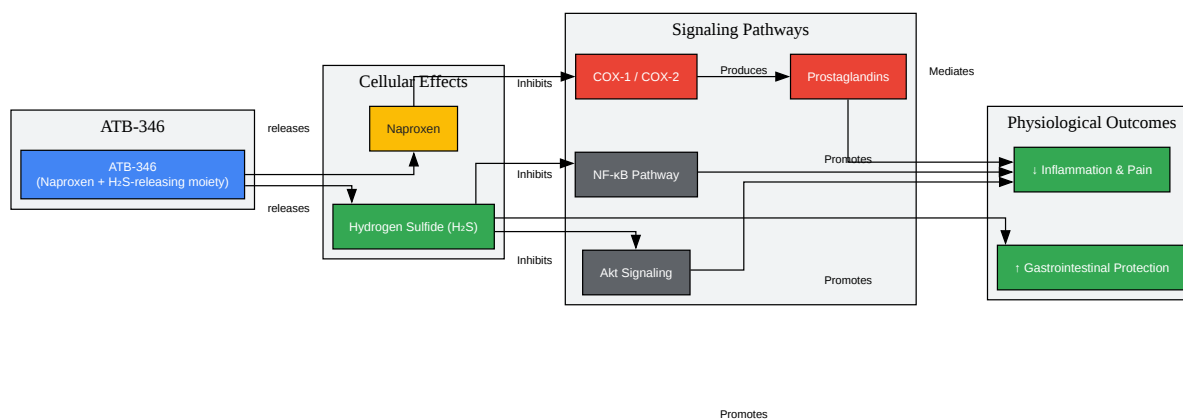 ATB-346
ATB-346
(Naproxen + H₂S-releasing moiety)
releases
releases
Cellular Effects
Naproxen
Hydrogen Sulfide (H₂S)
Inhibits
Inhibits
Inhibits
Signaling Pathways
COX-1 / COX-2
Produces
Prostaglandins
NF-κB Pathway
Promotes
Akt Signaling
Promotes
Mediates
Physiological Outcomes
↓ Inflammation & Pain
↑ Gastrointestinal Protection
Promotes